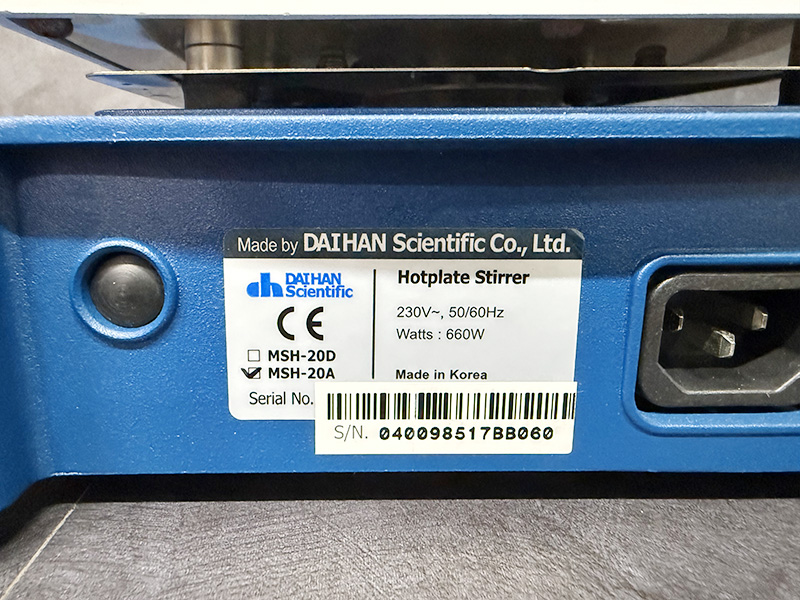 Made by DAIHAN Scientific Co., Ltd.
dh DAIHAN Scientific
CE
MSH-20D
MSH-20A
Serial No.
Hotplate Stirrer
230V~, 50/60Hz
Watts : 660W
Made in Korea
S/N. 040098517BB060